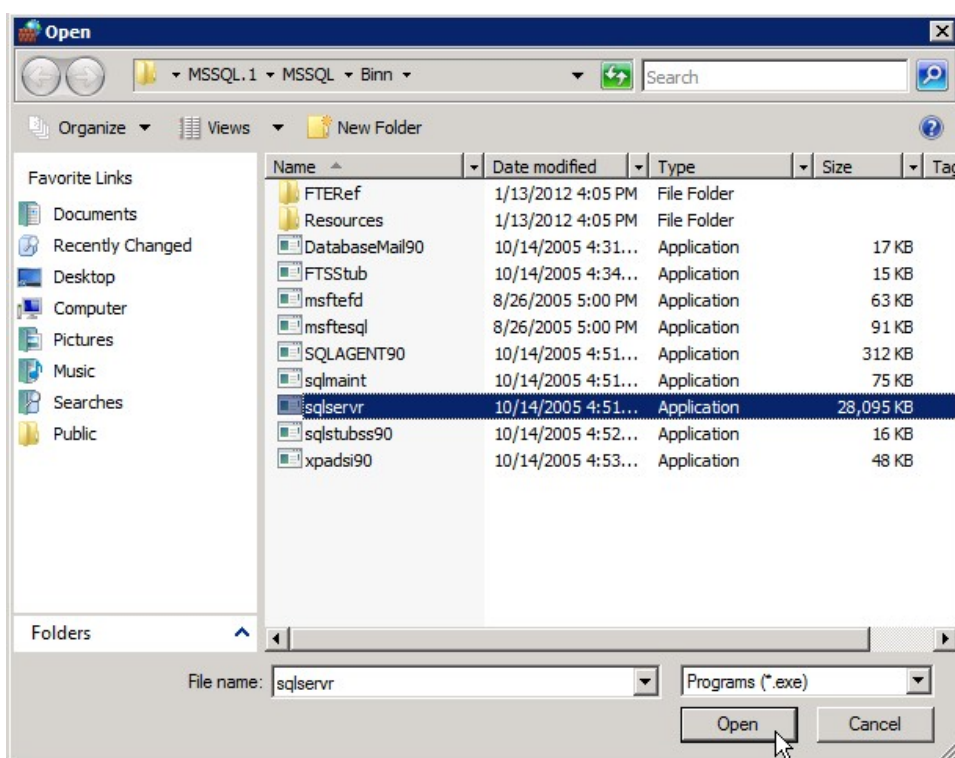 Open
MSSQL.1 MSSQL Binn Search
Organize Views New Folder
Favorite Links
Documents
Recently Changed
Desktop
Computer
Pictures
Music
Searches
Public
Folders
Name Date modified Type Size Tag
FTERef 1/13/2012 4:05 PM File Folder
Resources 1/13/2012 4:05 PM File Folder
DatabaseMail90 10/14/2005 4:31... Application 17 KB
FTSStub 10/14/2005 4:34... Application 15 KB
msftefd 8/26/2005 5:00 PM Application 63 KB
msftesql 8/26/2005 5:00 PM Application 91 KB
SQLAGENT90 10/14/2005 4:51... Application 312 KB
sqlmaint 10/14/2005 4:51... Application 75 KB
sqlservr 10/14/2005 4:51... Application 28,095 KB
sqlstubss90 10/14/2005 4:52... Application 16 KB
xpadsi90 10/14/2005 4:53... Application 48 KB
File name: sqlservr Programs (*.exe)
Open Cancel